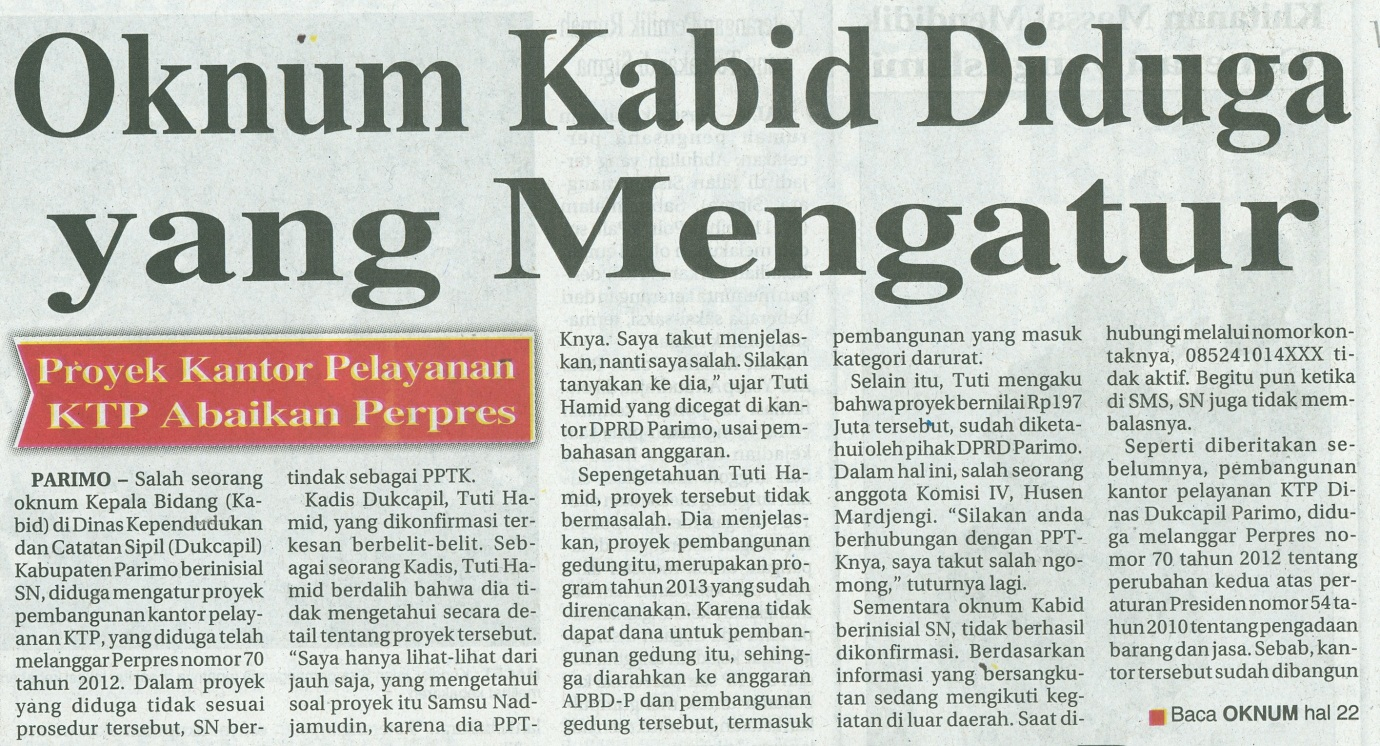 Oknum Kabid Diduga
yang Mengatur
Proyek Kantor Pelayanan
KTP Abaikan Perpres
PARIMO – Salah seorang
oknum Kepala Bidang (Ka-
bid) di Dinas Kependudukan
dan Catatan Sipil (Dukcapil)
Kabupaten Parimo berinisial
SN, diduga mengatur proyek
pembangunan kantor pelay-
anan KTP, yang diduga telah
melanggar Perpres nomor 70
tahun 2012. Dalam proyek
yang diduga tidak sesuai
prosedur tersebut, SN ber-
tindak sebagai PPTK.
Kadis Dukcapil, Tuti Ha-
mid, yang dikonfirmasi ter-
kesan berbelit-belit. Seb-
agai seorang Kadis, Tuti Ha-
mid berdalih bahwa dia ti-
dak mengetahui secara de-
tail tentang proyek tersebut.
“Saya hanya lihat-lihat dari
jauh saja, yang mengetahui
soal proyek itu Samsu Nad-
jamudin, karena dia PPT-
Knya. Saya takut menjelas-
kan, nanti saya salah. Silakan
tanyakan ke dia,” ujar Tuti
Hamid yang dicegat di kan-
tor DPRD Parimo, usai pem-
bahasan anggaran.
Sepengetahuan Tuti Ha-
mid, proyek tersebut tidak
bermasalah. Dia menjelas-
kan, proyek pembangunan
gedung itu, merupakan pro-
gram tahun 2013 yang sudah
direncanakan. Karena tidak
dapat dana untuk pemban-
gunan gedung itu, sehing-
ga diarahkan ke anggaran
APBD-P dan pembangunan
gedung tersebut, termasuk
pembangunan yang masuk
kategori darurat.
Selain itu, Tuti mengaku
bahwa proyek bernilai Rp197
Juta tersebut, sudah diketa-
hui oleh pihak DPRD Parimo.
Dalam hal ini, salah seorang
anggota Komisi IV, Husen
Mardjengi. “Silakan anda
berhubungan dengan PPT-
Knya, saya takut salah ngo-
mong,” tuturnya lagi.
Sementara oknum Kabid
berinisial SN, tidak berhasil
dikonfirmasi. Berdasarkan
informasi yang bersangku-
tan sedang mengikuti keg-
iatan di luar daerah. Saat di-
hubungi melalui nomor kon-
taknya, 085241014XXX ti-
dak aktif. Begitu pun ketika
di SMS, SN juga tidak mem-
balasnya.
Seperti diberitakan se-
belumnya, pembangunan
kantor pelayanan KTP Di-
nas Dukcapil Parimo, didu-
ga melanggar Perpres no-
mor 70 tahun 2012 tentang
perubahan kedua atas per-
aturan Presiden nomor 54 ta-
hun 2010 tentang pengadaan
barang dan jasa. Sebab, kan-
tor tersebut sudah dibangun
Baca OKNUM hal 22